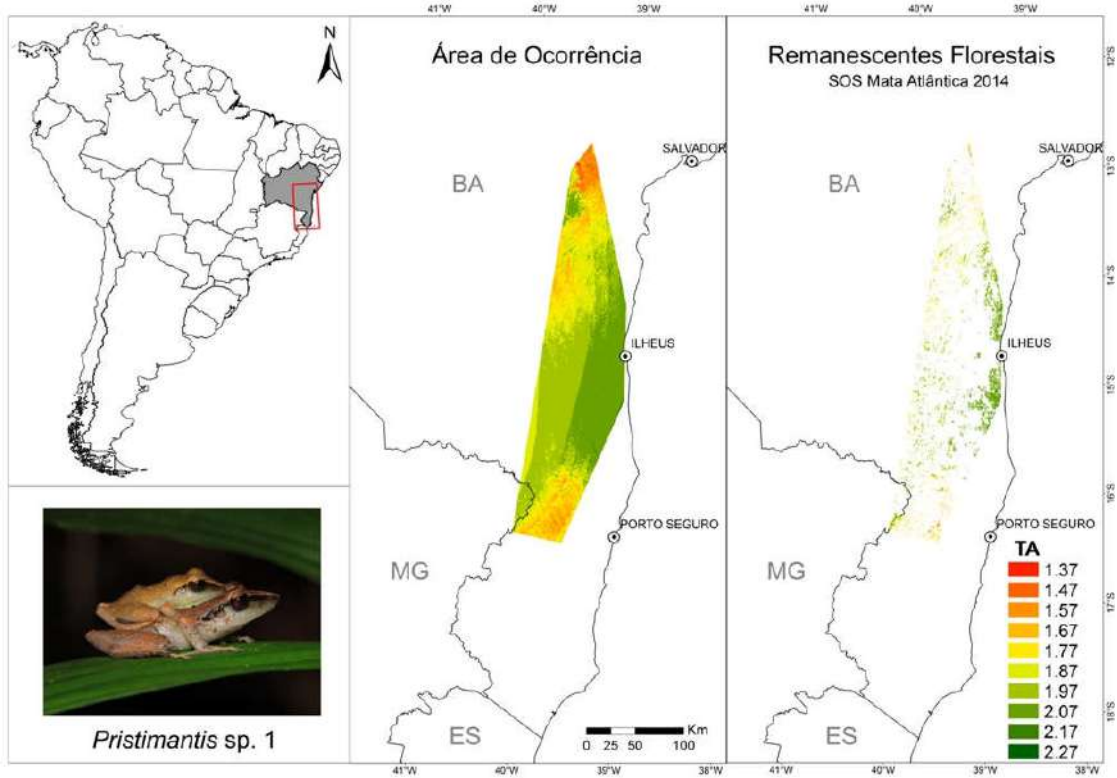 N
Pristimantis sp. 1
41°W
40°W
39°W
Área de Ocorrência
SALVADOR
BA
ILHEUS
PORTO SEGURO
MG
ES
Km
0 25 50 100
41°W
40°W
39°W
41°W
40°W
39°W
Remanescentes Florestais
SOS Mata Atlântica 2014
SALVADOR
BA
ILHEUS
PORTO SEGURO
MG
ES
TA
1.37
1.47
1.57
1.67
1.77
1.87
1.97
2.07
2.17
2.27
12°S
13°S
14°S
15°S
16°S
17°S
18°S
41°W
40°W
39°W
38°W